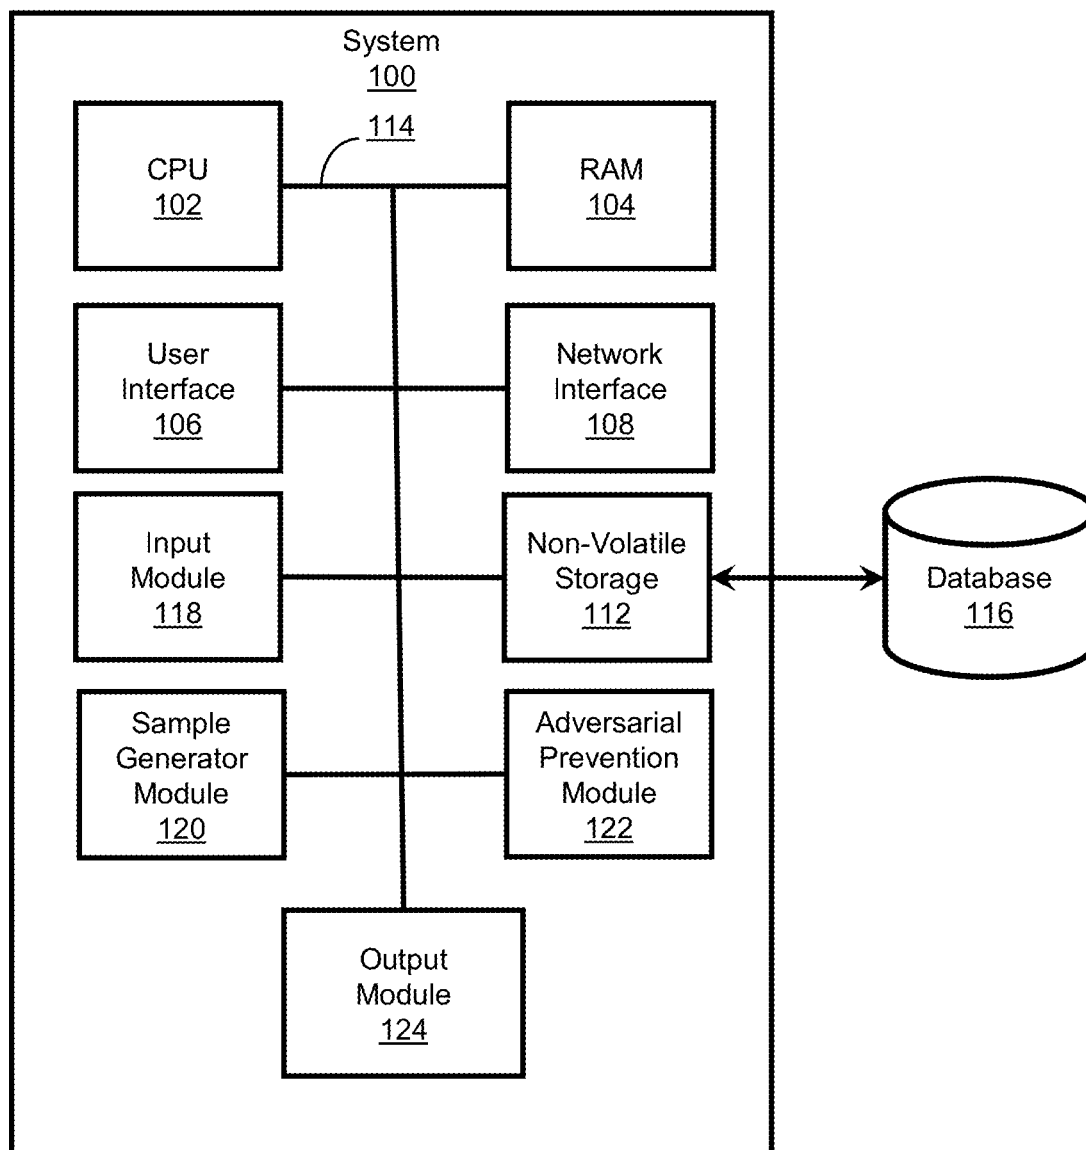 System
100
114
CPU
102
RAM
104
User
Interface
106
Network
Interface
108
Input
Module
118
Non-Volatile
Storage
112
Database
116
Sample
Generator
Module
120
Adversarial
Prevention
Module
122
Output
Module
124